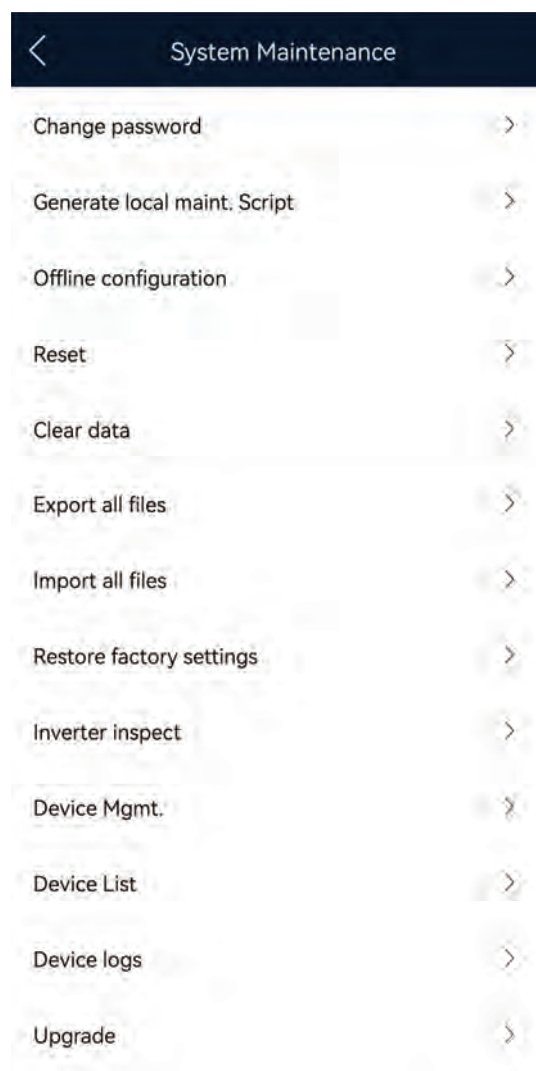 System Maintenance
Change password
Generate local maint. Script
Offline configuration
Reset
Clear data
Export all files
Import all files
Restore factory settings
Inverter inspect
Device Mgmt.
Device List
Device logs
Upgrade